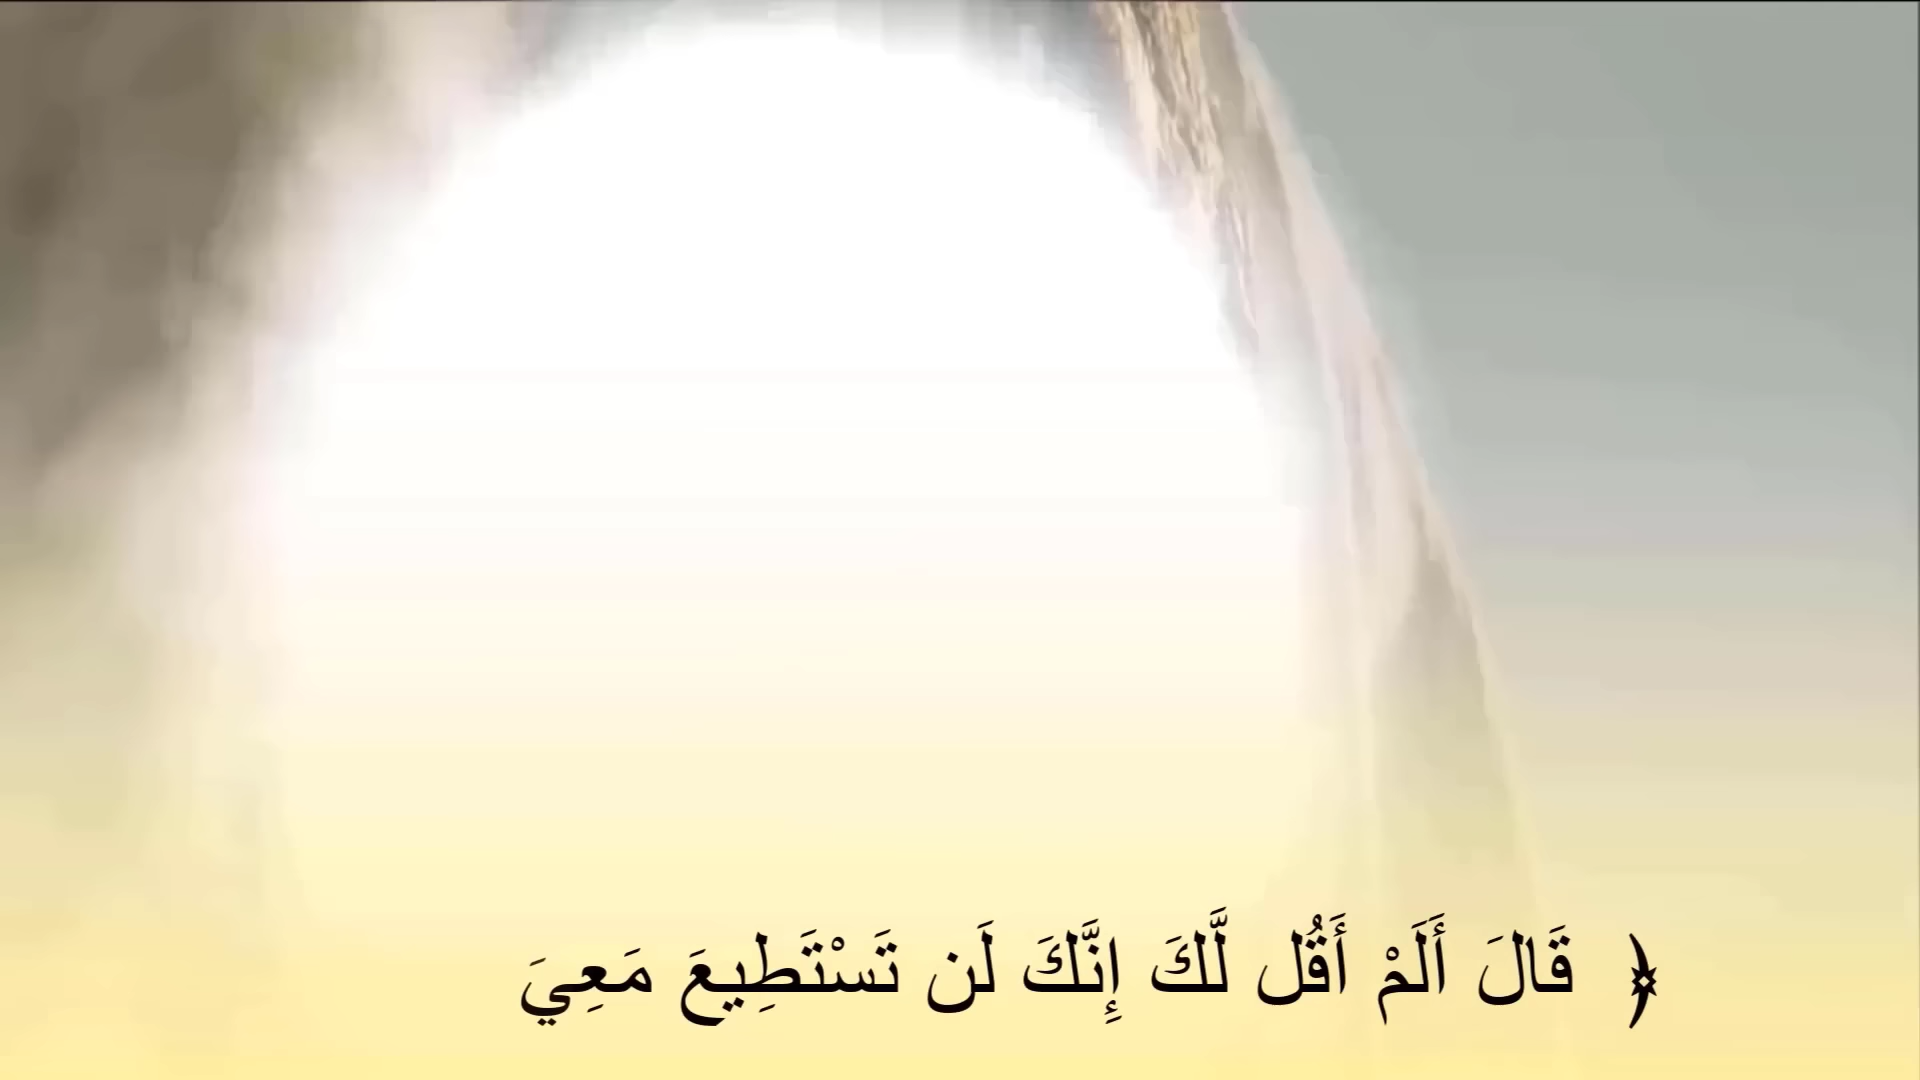 ﴿ قَالَ أَلَمْ أَقُل لَّكَ إِنَّكَ لَن تَسْتَطِيعَ مَعِيَ